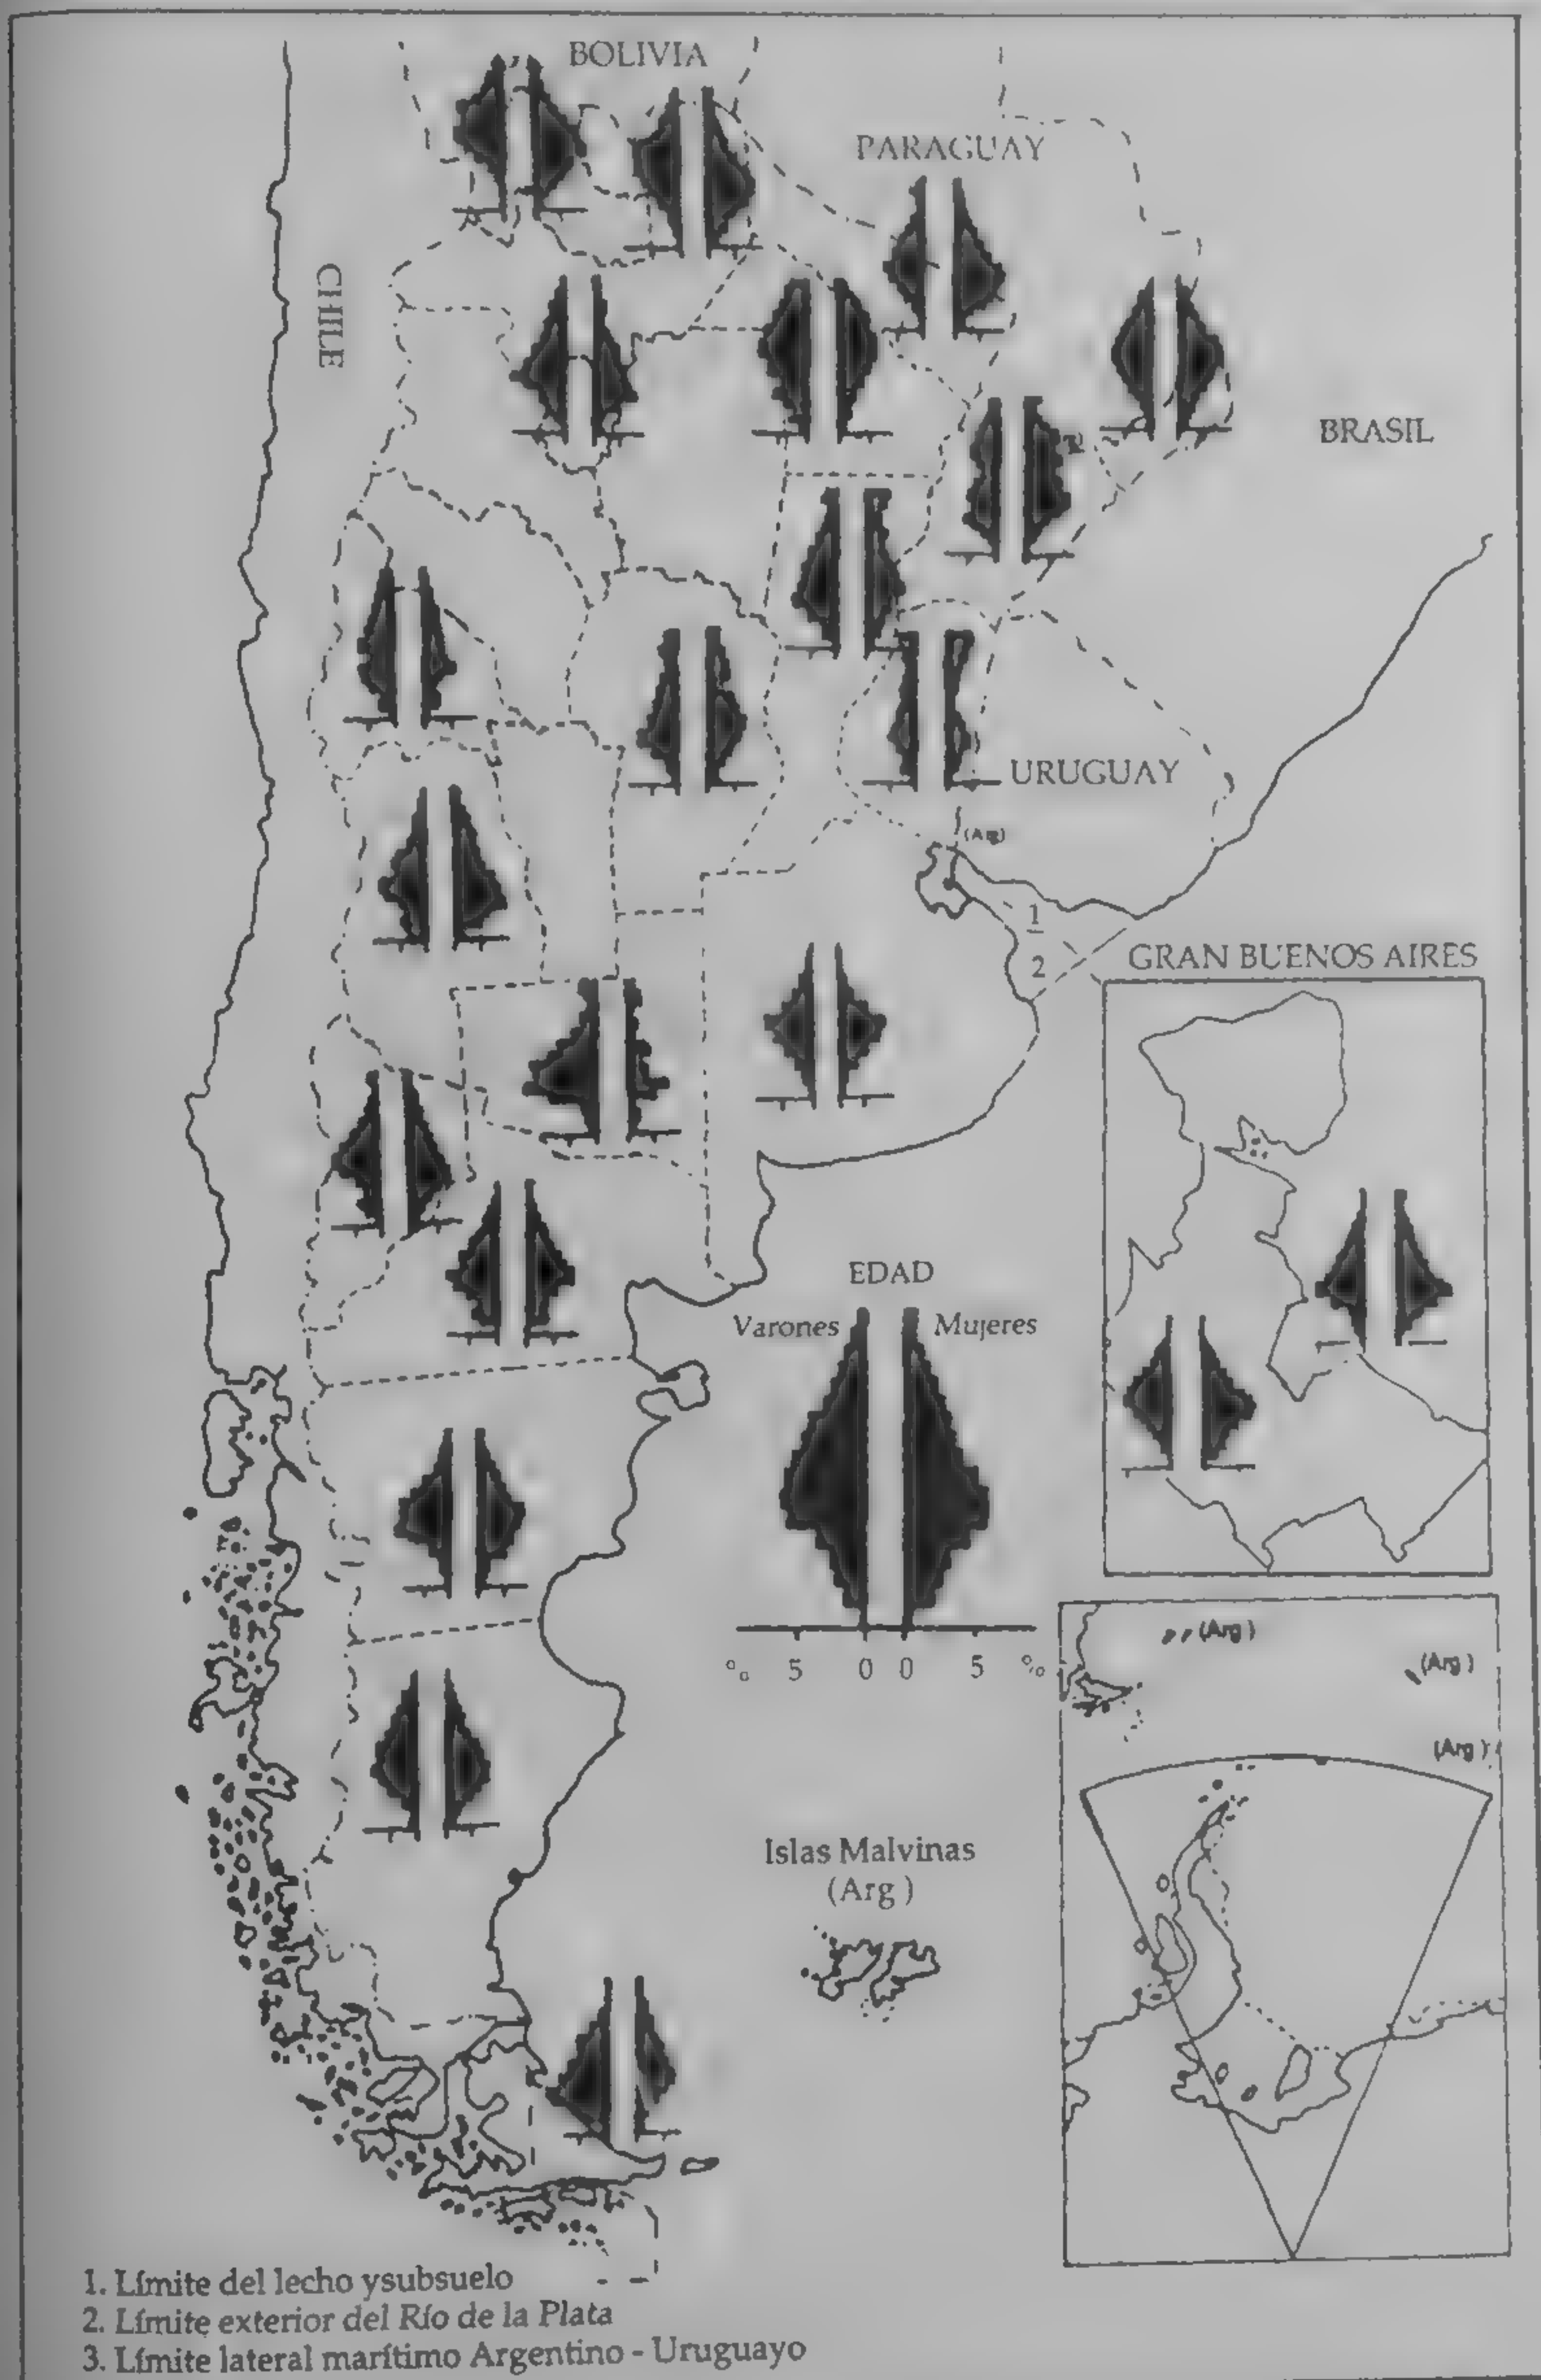 BOLIVIA
PARAGUAY
CHILE
BRASIL
URUGUAY
(Arg)
1
2
GRAN BUENOS AIRES
EDAD
Varones
Mujeres
% 5 0 0 5 %
(Arg)
(Arg)
(Arg)
Islas Malvinas
(Arg)
1. Límite del lecho ysubsuelo
2. Límite exterior del Río de la Plata
3. Límite lateral marítimo Argentino - Uruguayo